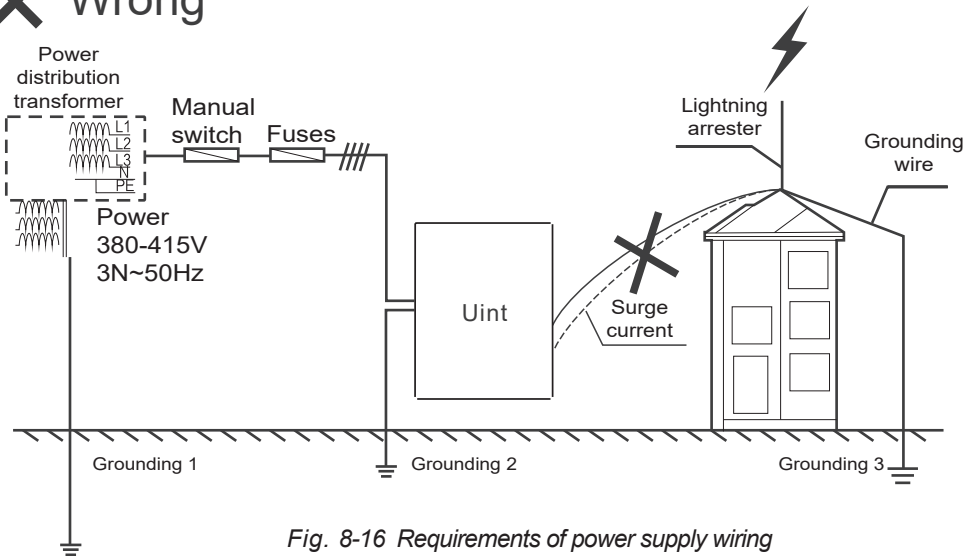 Wrong
Power
distribution
transformer
L1
L2
L3
N
PE
Manual
switch
Fuses
Power
380-415V
3N~50Hz
Uint
Lightning
arrester
Grounding
wire
Surge
current
Grounding 1
Grounding 2
Grounding 3
Fig. 8-16 Requirements of power supply wiring